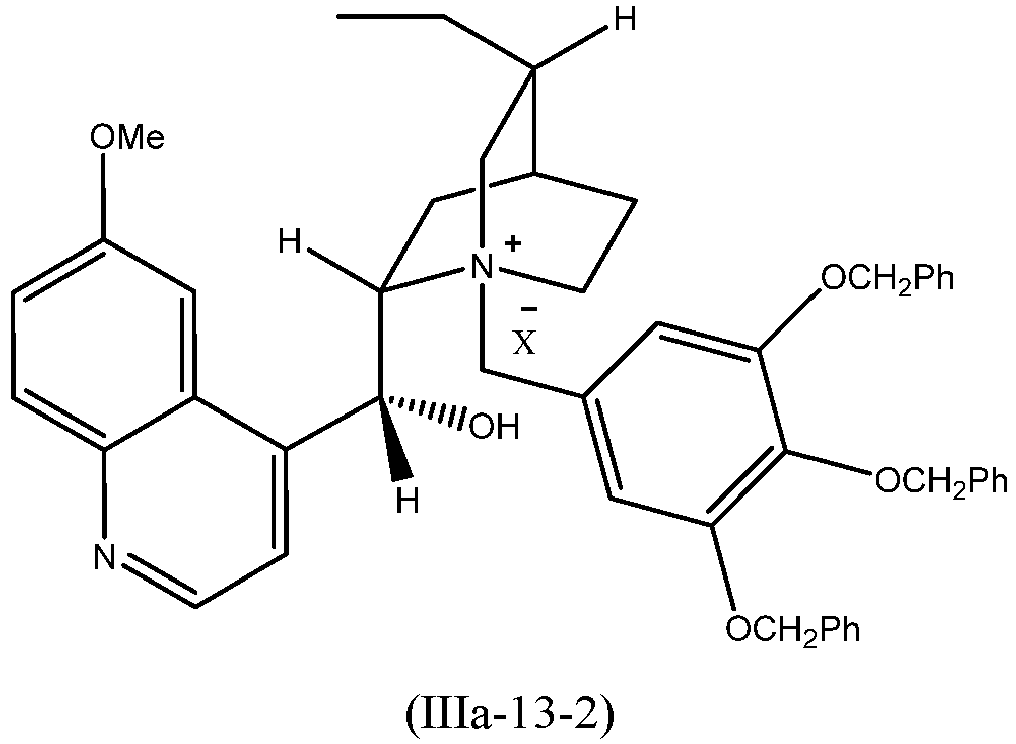 H
OMe
H
N
+
OCH2Ph
−
X
OH
OCH2Ph
H
N
OCH2Ph
(IIIa-13-2)